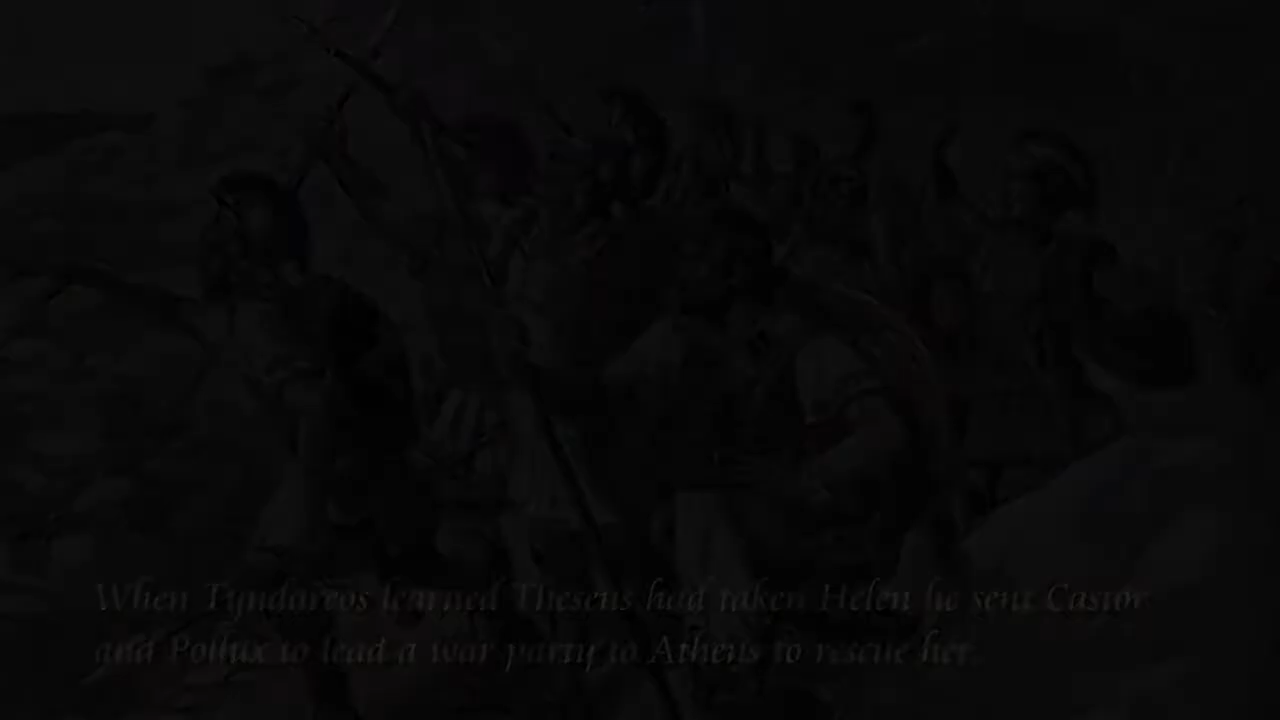 When Tyndareos learned Theseus had taken Helen he sent Castor
and Pollux to lead a war party to Athens to rescue her.